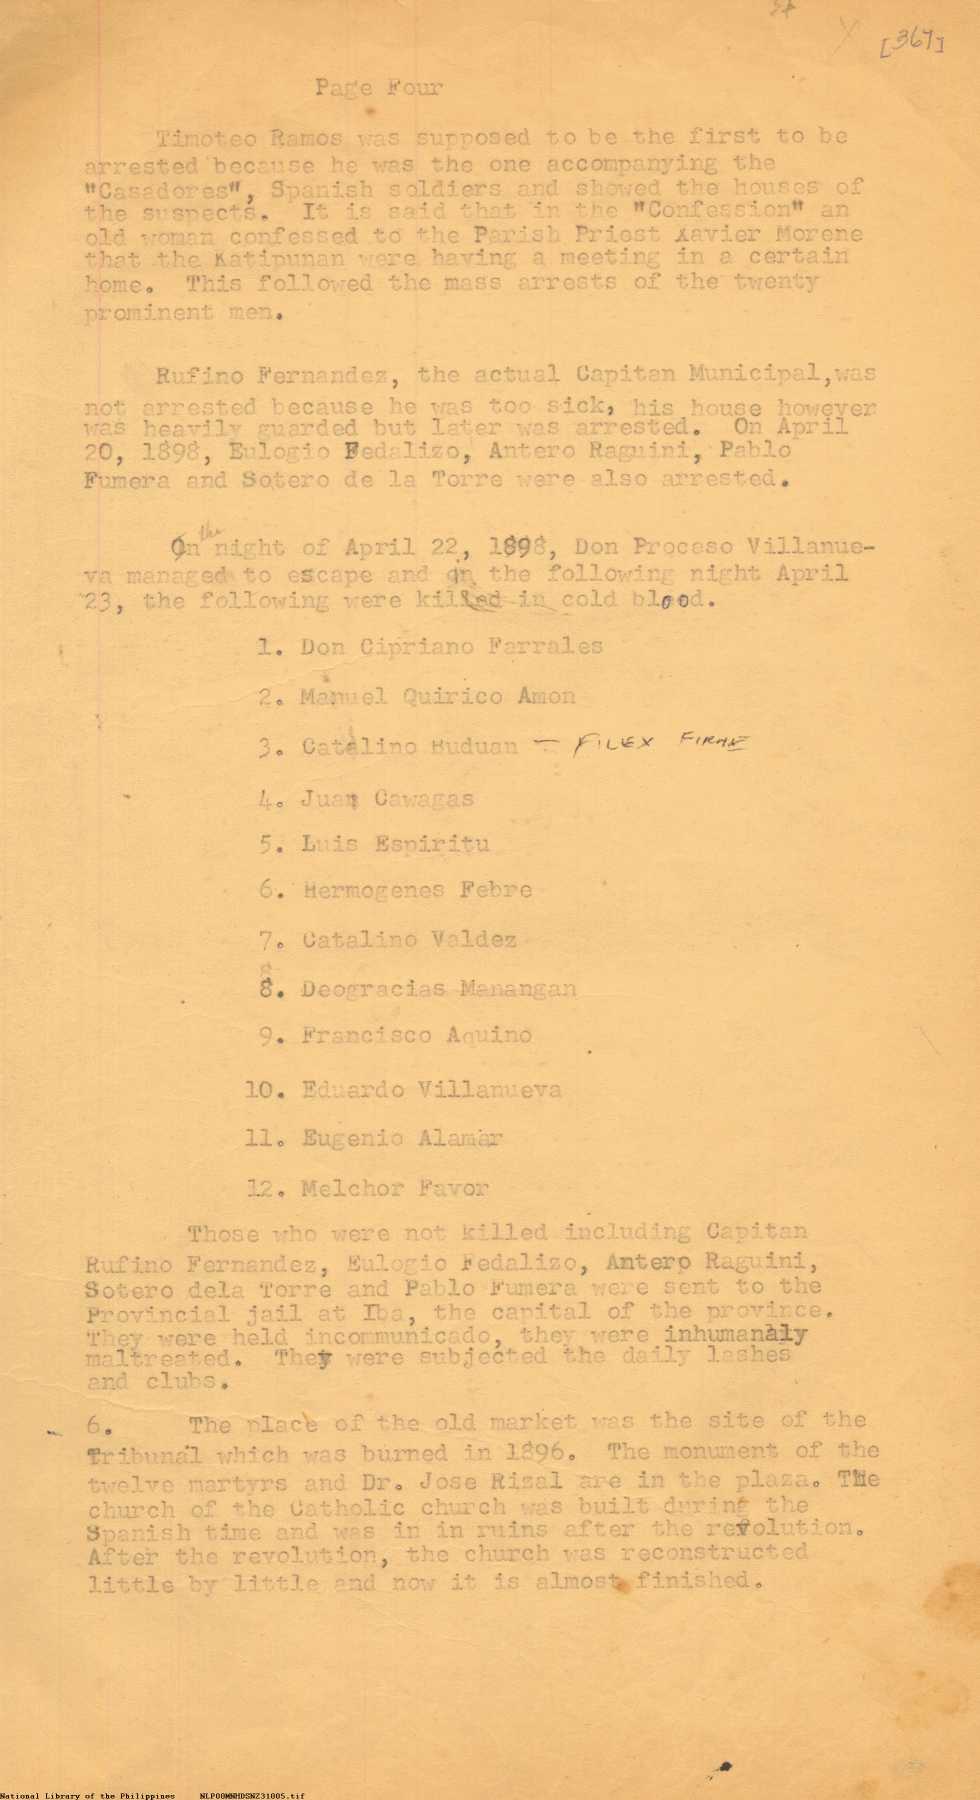 [367]
Page Four
Timoteo Ramos was supposed to be the first to be
arrested because he was the one accompanying the
"Casadores", Spanish soldiers and showed the houses of
the suspects. It is said that in the "Confession" an
old woman confessed to the Parish Priest Xavier Morene
that the Katipunan were having a meeting in a certain
home. This followed the mass arrests of the twenty
prominent men.
Rufino Fernandez, the actual Capitan Municipal,was
not arrested because he was too sick, his house however
was heavily guarded but later was arrested. On April
20, 1898, Eulogio Fedalizo, Antero Raguini, Pablo
Fumera and Sotero de la Torre were also arrested.
On the night of April 22, 1898, Don Proceso Villanue-
va managed to escape and on the following night April
23, the following were killed in cold blood.
1. Don Cipriano Farrales
2. Manuel Quirico Amon
3. Catalino Buduan - FILEX FIRME
4. Juan Cawagas
5. Luis Espiritu
6. Hermogenes Febre
7. Catalino Valdez
8. Deogracias Manangan
9. Francisco Aquino
10. Eduardo Villanueva
11. Eugenio Alamar
12. Melchor Favor
Those who were not killed including Capitan
Rufino Fernandez, Eulogio Fedalizo, Antero Raguini,
Sotero dela Torre and Pablo Fumera were sent to the
Provincial jail at Iba, the capital of the province.
They were held incommunicado, they were inhumanaly
maltreated. They were subjected the daily lashes
and clubs.
6. The place of the old market was the site of the
Tribunal which was burned in 1896. The monument of the
twelve martyrs and Dr. Jose Rizal are in the plaza. The
church of the Catholic church was built during the
Spanish time and was in in ruins after the revolution.
After the revolution, the church was reconstructed
little by little and now it is almost finished.
National Library of the Philippines NLP00MNHDSNZ31005.tif